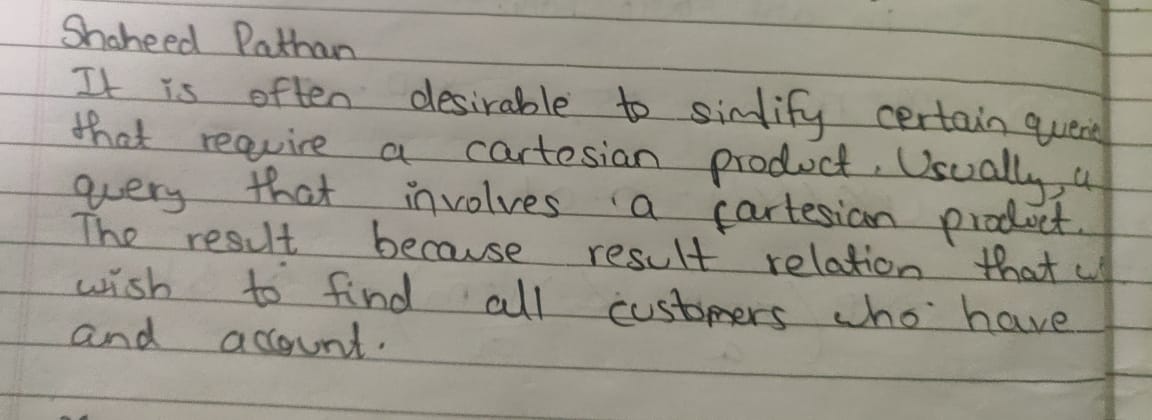 Shaheed Pathan
It is often desirable to simlify certain querie
that require a cartesian product. Usually, a
query that involves a cartesian product.
The result because result relation that w
wish to find all customers who have
and account.